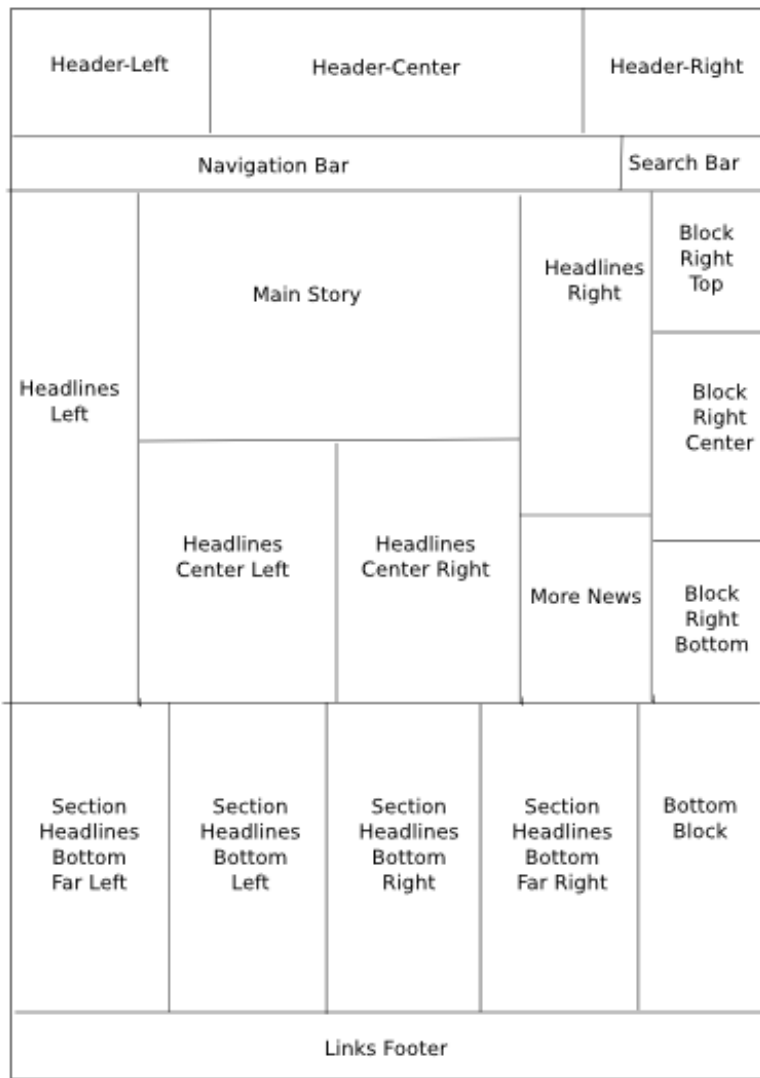 Header-Left
Header-Center
Header-Right
Navigation Bar
Search Bar
Headlines
Left
Main Story
Headlines
Center Left
Headlines
Center Right
Headlines
Right
More News
Block
Right
Top
Block
Right
Center
Block
Right
Bottom
Section
Headlines
Bottom
Far Left
Section
Headlines
Bottom
Left
Section
Headlines
Bottom
Right
Section
Headlines
Bottom
Far Right
Bottom
Block
Links Footer